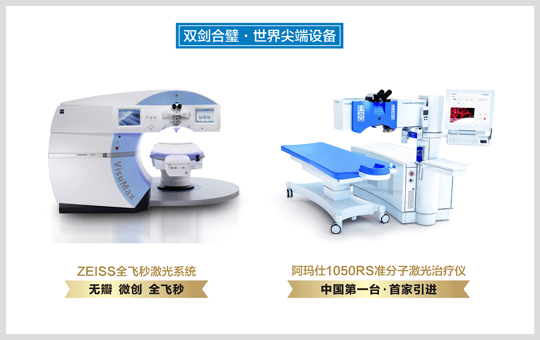 双剑合璧·世界尖端设备
VisuMax
ZEISS全飞秒激光系统
无瓣 微创 全飞秒
阿玛仕1050RS准分子激光治疗仪
中国第一台·首家引进